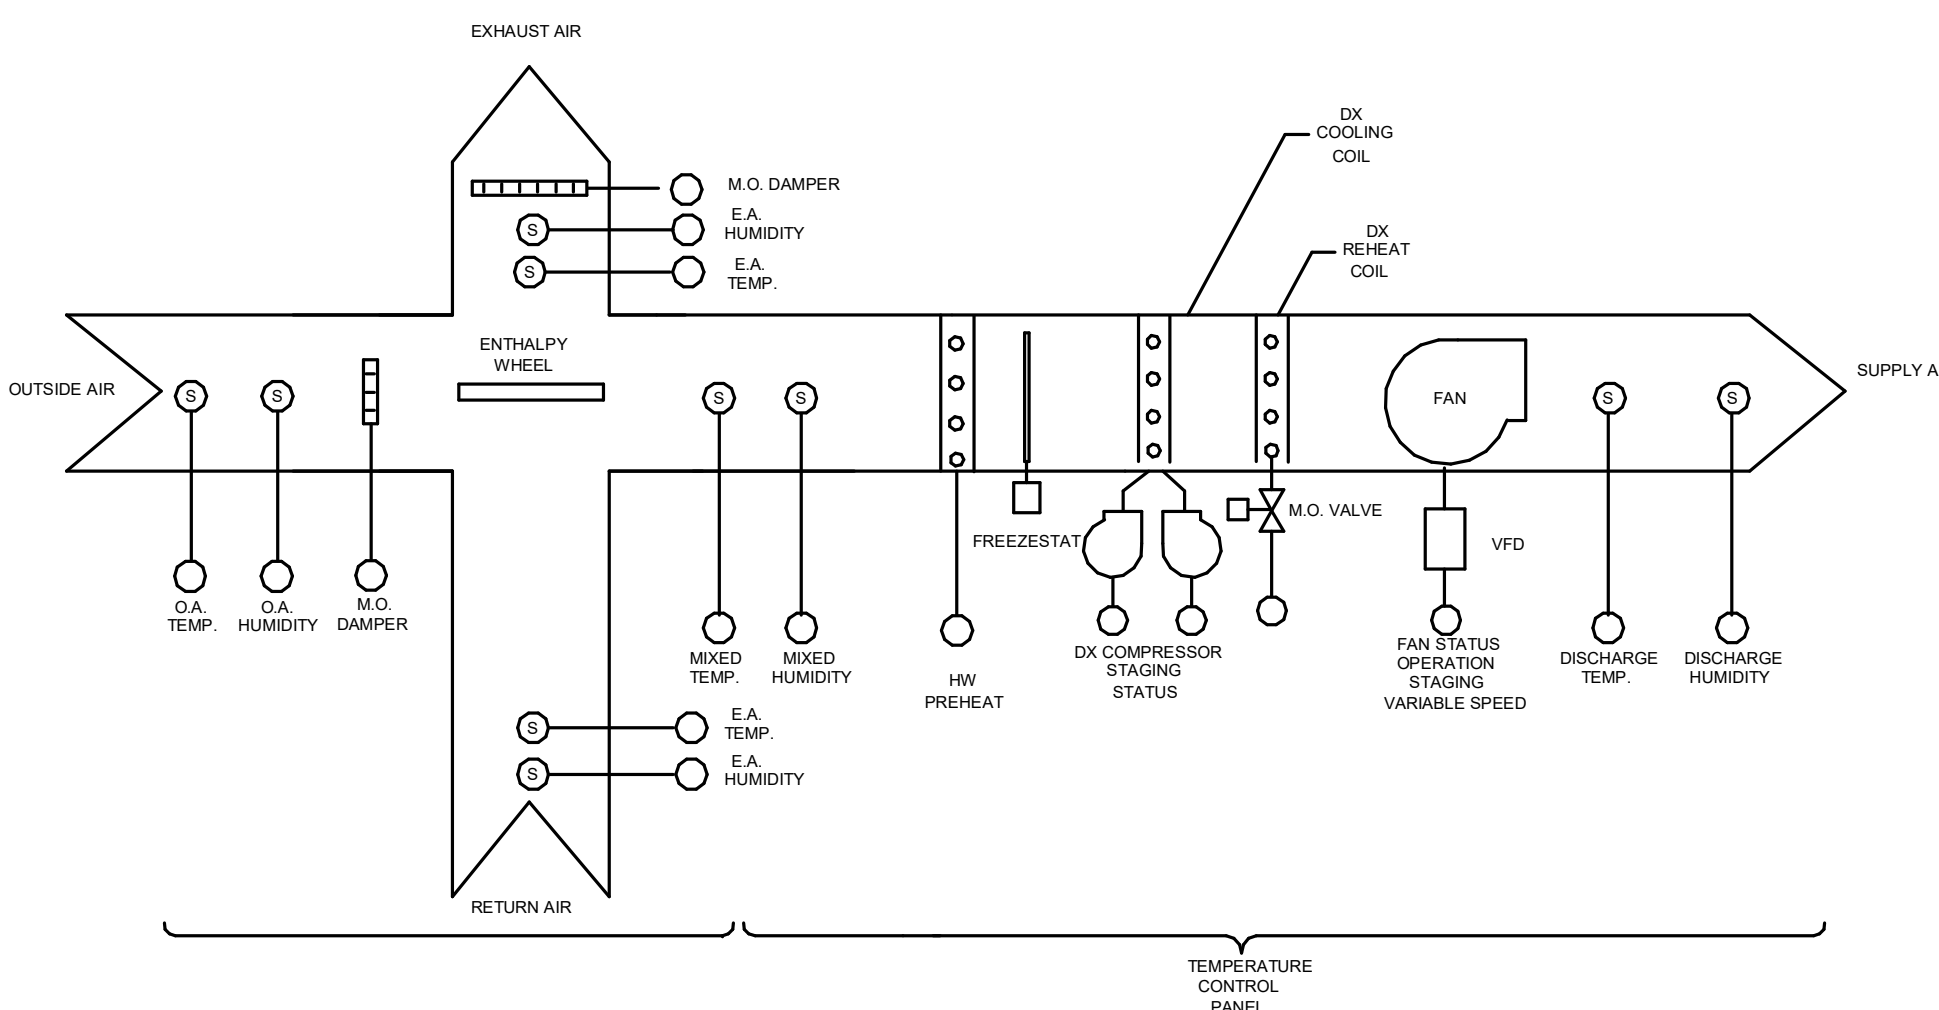 EXHAUST AIR
DX
COOLING
COIL
M.O. DAMPER
E.A.
HUMIDITY
S
E.A.
TEMP.
S
DX
REHEAT
COIL
ENTHALPY
WHEEL
OUTSIDE AIR
S
S
S
S
FAN
S
S
SUPPLY A
FREEZESTAT
M.O. VALVE
VFD
O.A.
TEMP.
O.A.
HUMIDITY
M.O.
DAMPER
MIXED
TEMP.
MIXED
HUMIDITY
HW
PREHEAT
DX COMPRESSOR
STAGING
STATUS
FAN STATUS
OPERATION
STAGING
VARIABLE SPEED
DISCHARGE
TEMP.
DISCHARGE
HUMIDITY
S
E.A.
TEMP.
S
E.A.
HUMIDITY
RETURN AIR
TEMPERATURE
CONTROL
PANEL